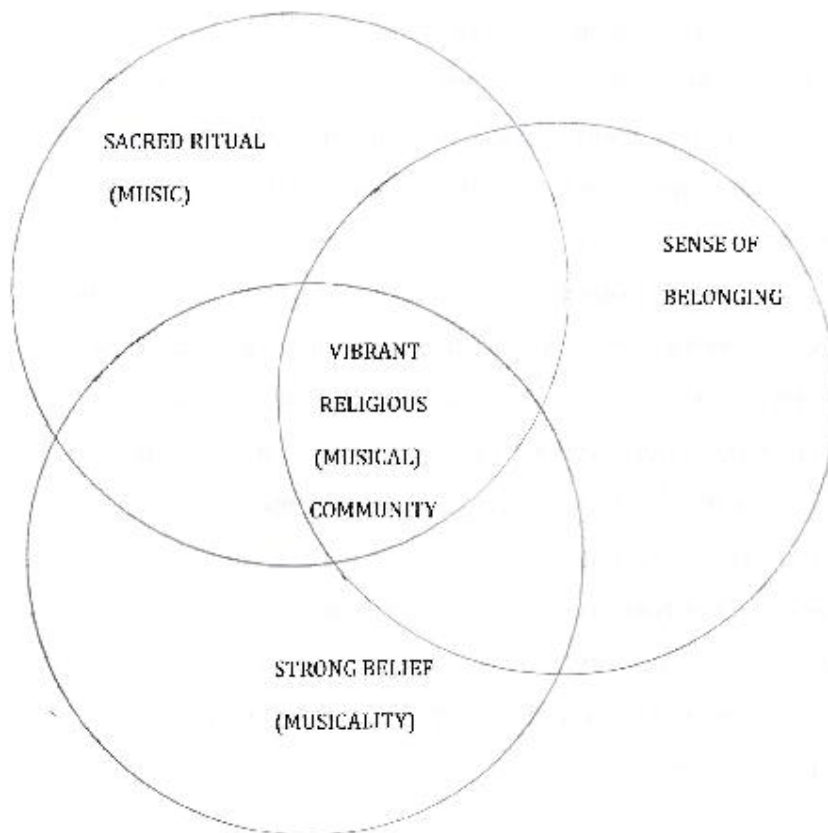 SACRED RITUAL
(MUSIC)
SENSE OF
BELONGING
VIBRANT
RELIGIOUS
(MUSICAL)
COMMUNITY
STRONG BELIEF
(MUSICALITY)